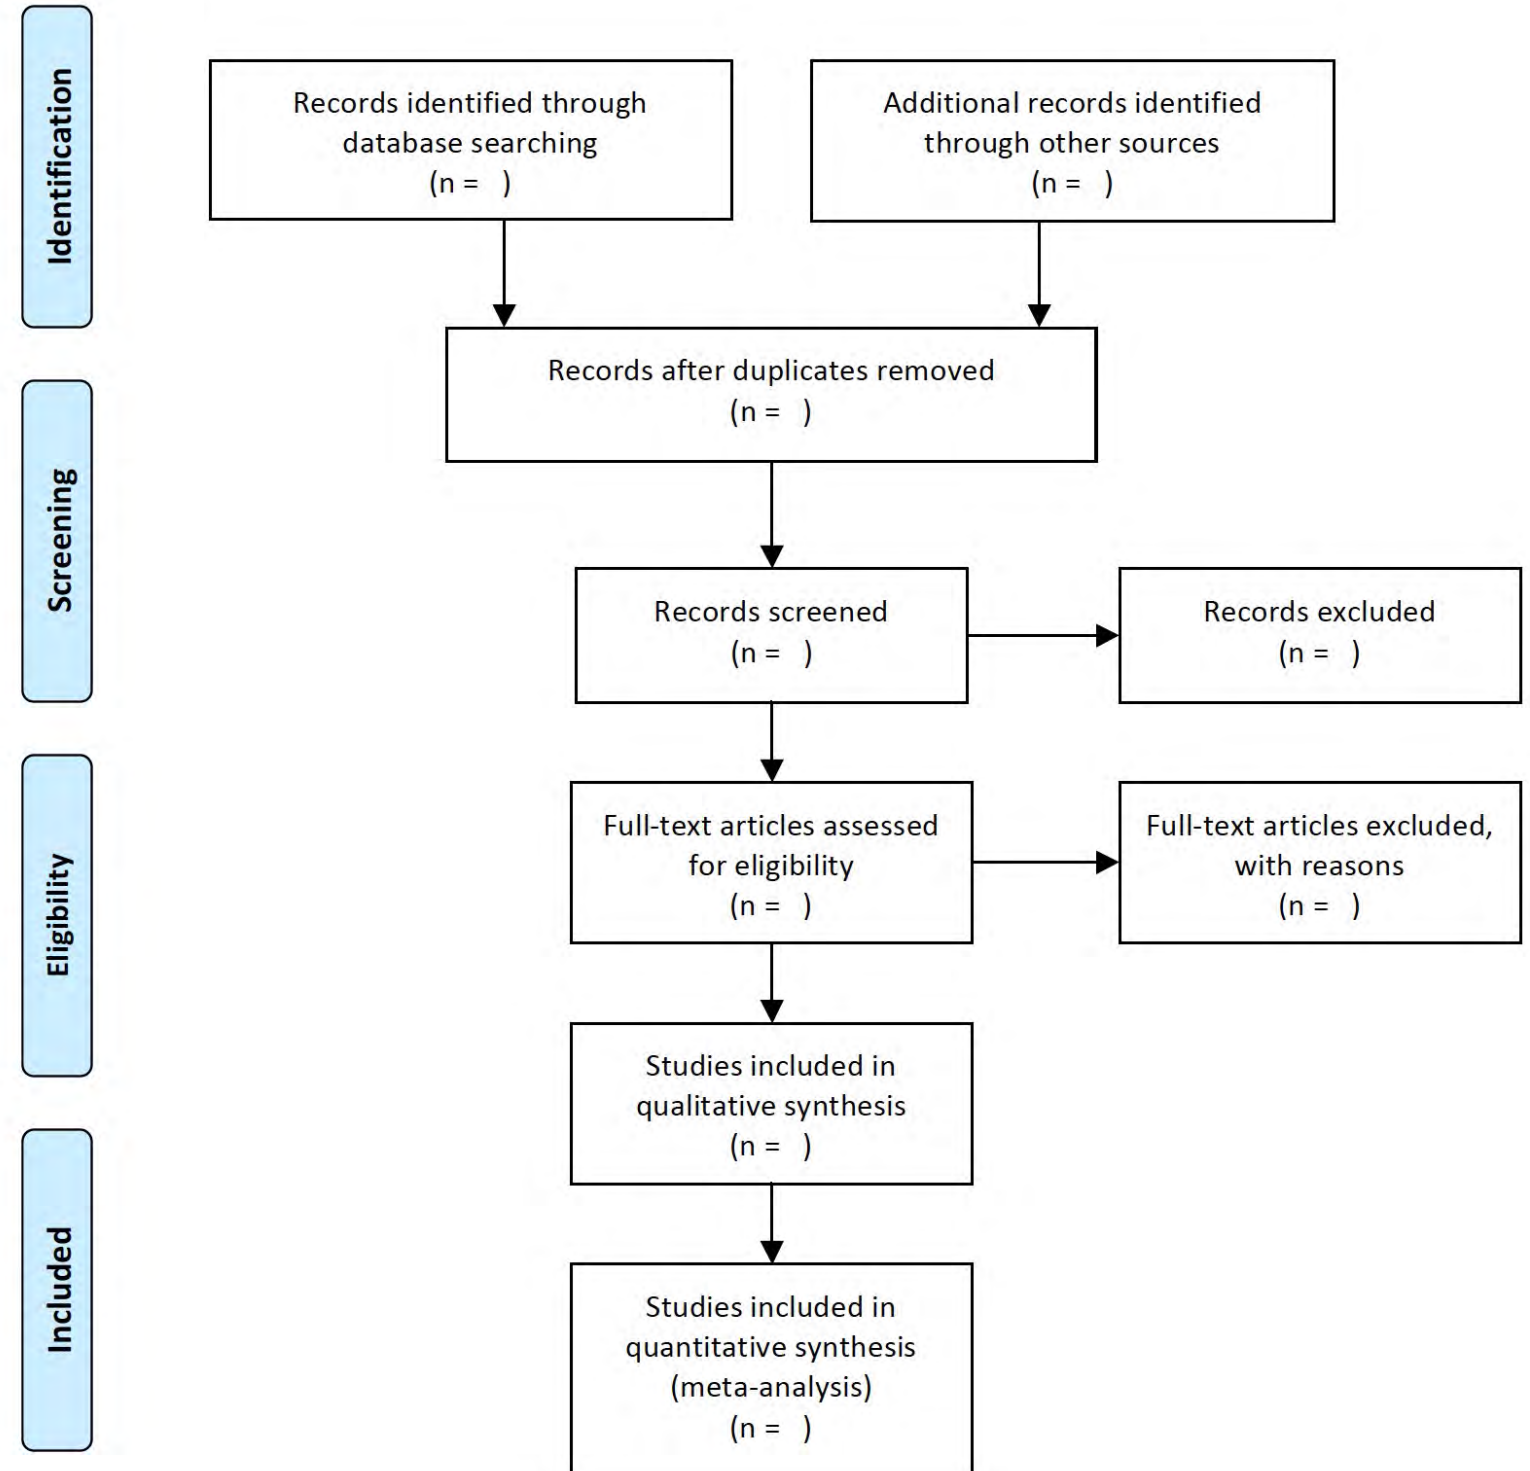 Identification
Records identified through
database searching
(n =   )
Additional records identified
through other sources
(n =   )
Records after duplicates removed
(n =   )
Screening
Records screened
(n =   )
Records excluded
(n =   )
Eligibility
Full-text articles assessed
for eligibility
(n =   )
Full-text articles excluded,
with reasons
(n =   )
Studies included in
qualitative synthesis
(n =   )
Included
Studies included in
quantitative synthesis
(meta-analysis)
(n =   )